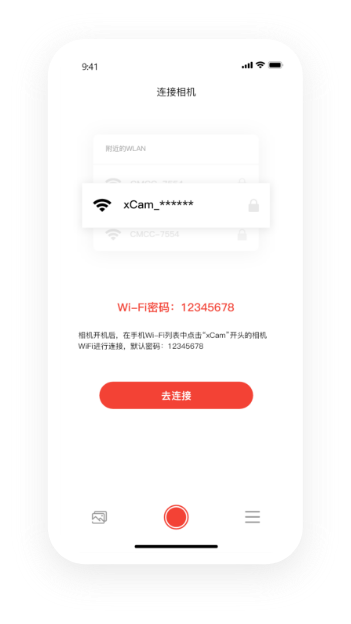 9:41
连接相机
附近的WLAN
xCam_******
CMCC-7554
Wi-Fi密码：12345678
相机开机后，在手机Wi-Fi列表中点击“xCam”开头的相机
WiFi进行连接，默认密码：12345678
去连接